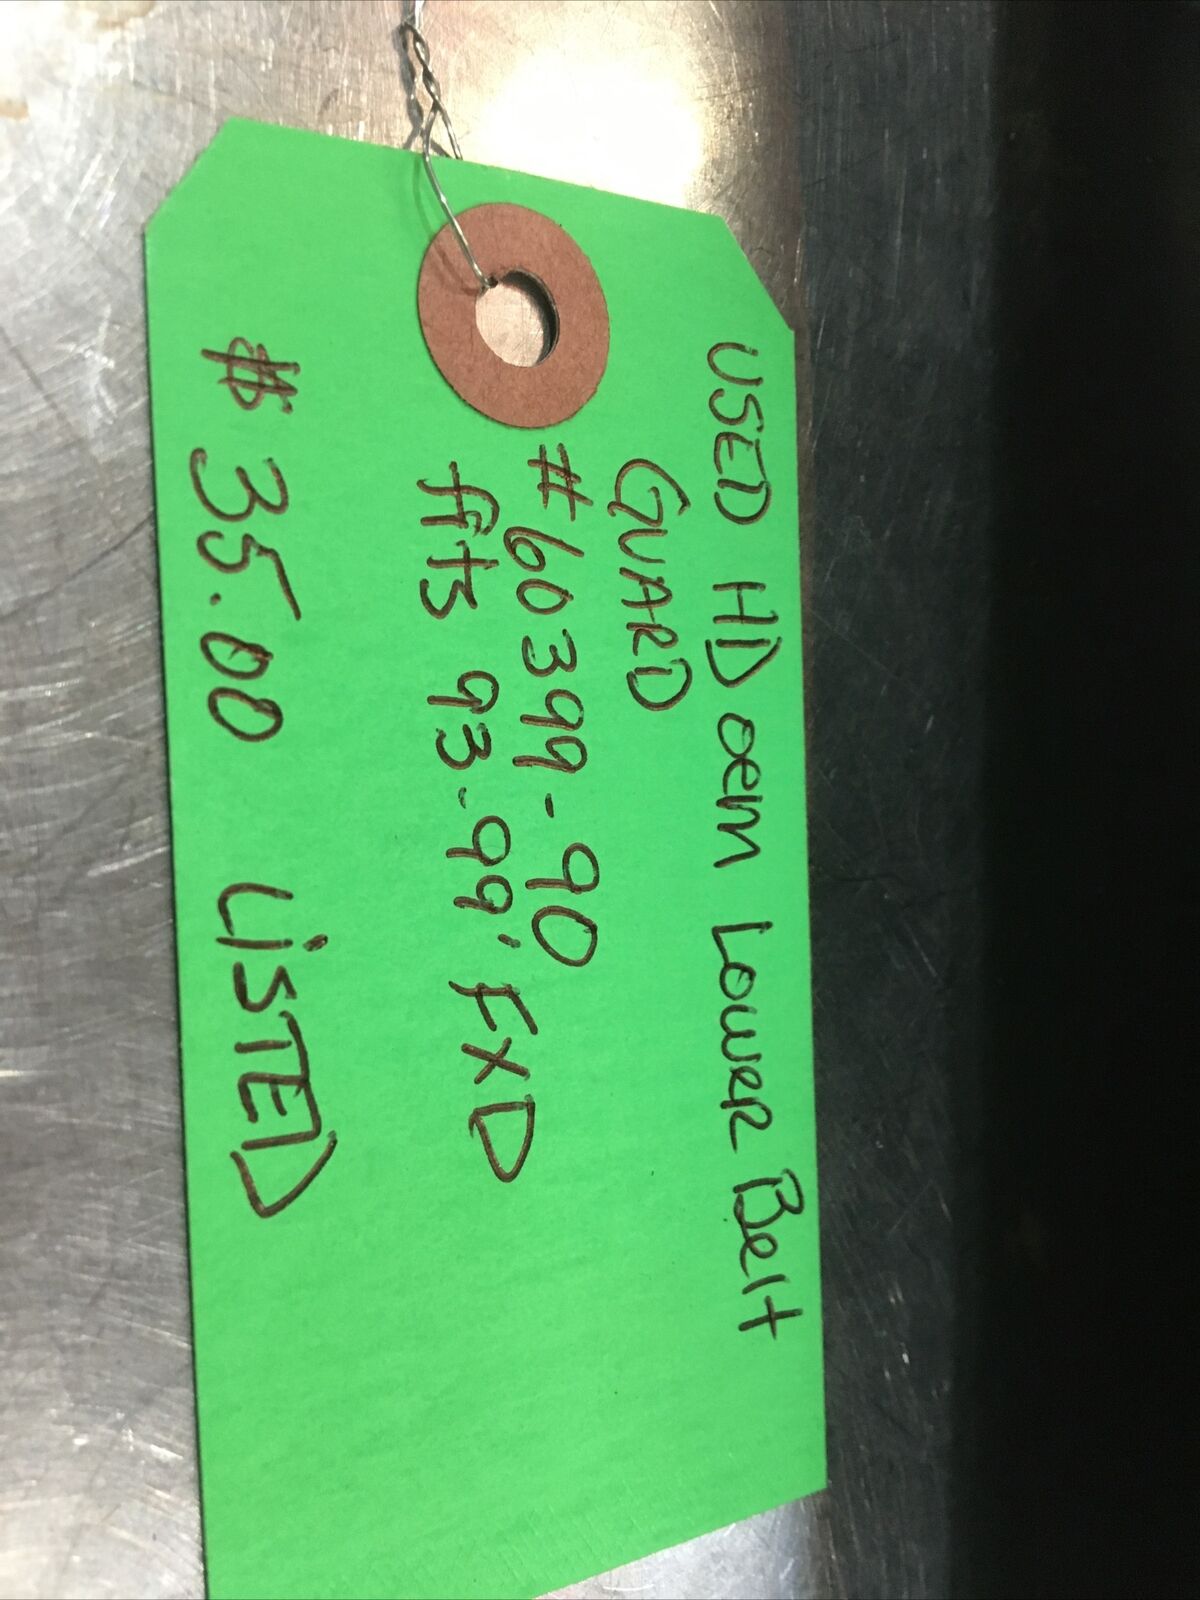 USED HD oem Lower Belt
GUARD
#60399-90
fits 93-99' FXD
$35.00 LiSTED